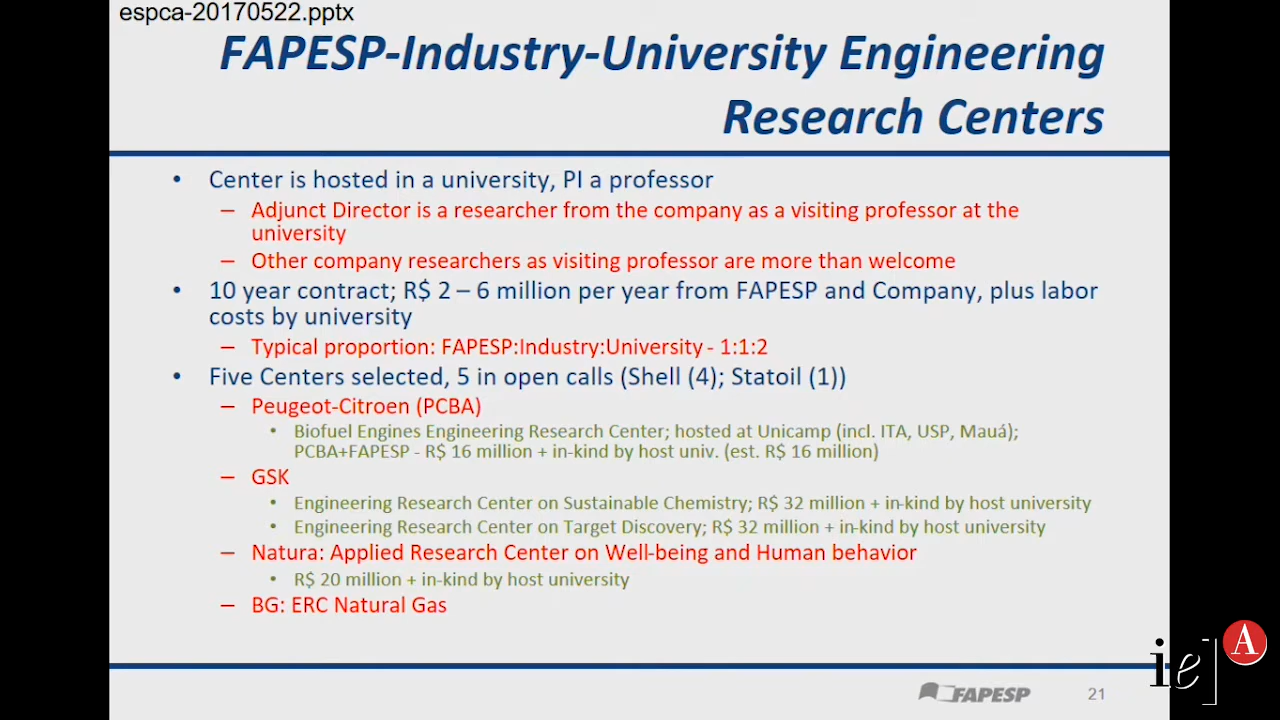 espca-20170522.pptx
FAPESP-Industry-University Engineering
Research Centers
• Center is hosted in a university, PI a professor
– Adjunct Director is a researcher from the company as a visiting professor at the
university
– Other company researchers as visiting professor are more than welcome
• 10 year contract; R$ 2 – 6 million per year from FAPESP and Company, plus labor
costs by university
– Typical proportion: FAPESP:Industry:University - 1:1:2
• Five Centers selected, 5 in open calls (Shell (4); Statoil (1))
– Peugeot-Citroen (PCBA)
• Biofuel Engines Engineering Research Center; hosted at Unicamp (incl. ITA, USP, Mauá);
PCBA+FAPESP - R$ 16 million + in-kind by host univ. (est. R$ 16 million)
– GSK
• Engineering Research Center on Sustainable Chemistry; R$ 32 million + in-kind by host university
• Engineering Research Center on Target Discovery; R$ 32 million + in-kind by host university
– Natura: Applied Research Center on Well-being and Human behavior
• R$ 20 million + in-kind by host university
– BG: ERC Natural Gas
FAPESP
21
ie] A